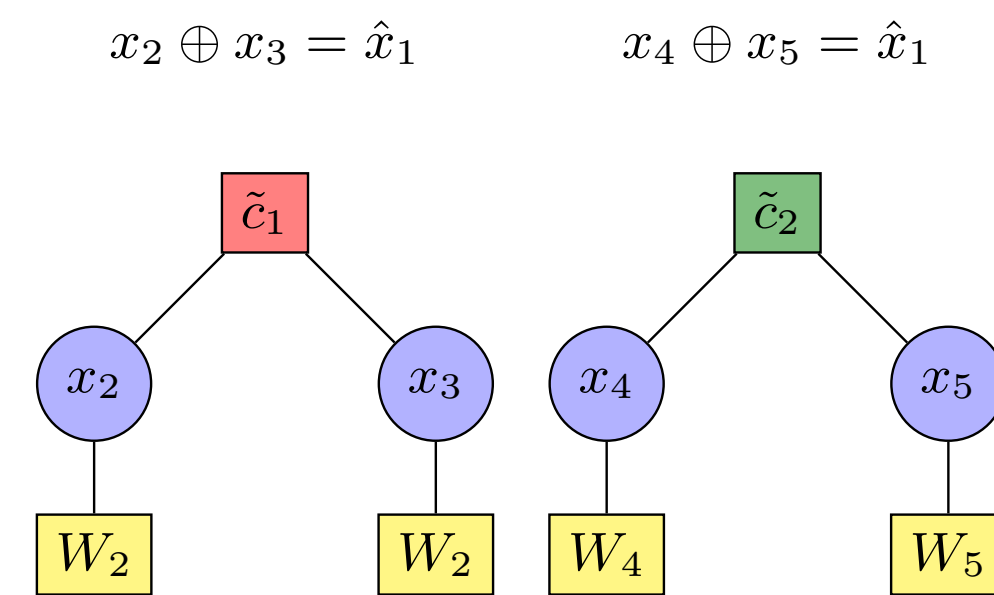 x₂ ⊕ x₃ = x̂₁ x₄ ⊕ x₅ = x̂₁
c̃₁ c̃₂
x₂ x₃ x₄ x₅
W₂ W₂ W₄ W₅